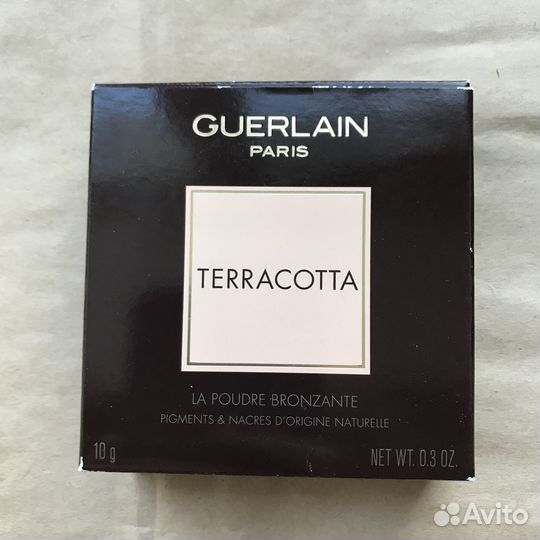 GUERLAIN
PARIS
TERRACOTTA
LA POUDRE BRONZANTE
PIGMENTS & NACRES D'ORIGINE NATURELLE
10 g NET WT. 0.3 OZ.
Avito